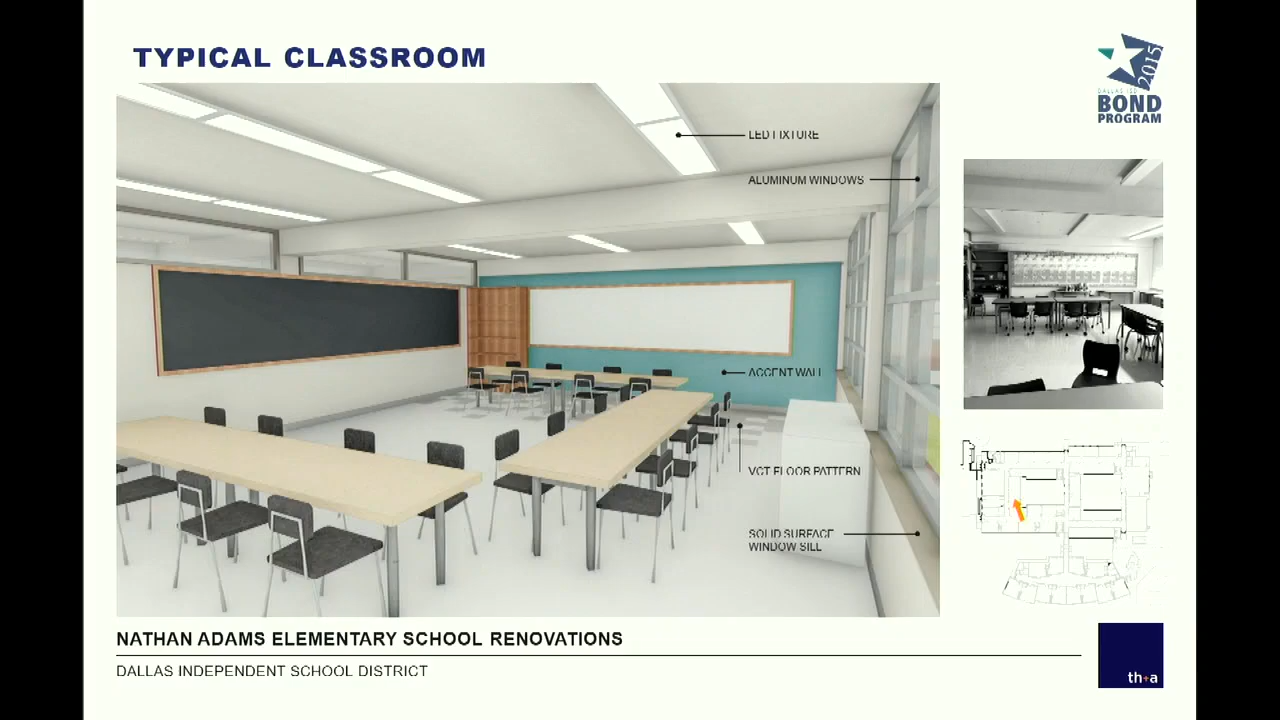 TYPICAL CLASSROOM
2015
DALLAS ISD
BOND
PROGRAM
LED FIXTURE
ALUMINUM WINDOWS
ACCENT WALL
VCT FLOOR PATTERN
SOLID SURFACE
WINDOW SILL
NATHAN ADAMS ELEMENTARY SCHOOL RENOVATIONS
DALLAS INDEPENDENT SCHOOL DISTRICT
th+a